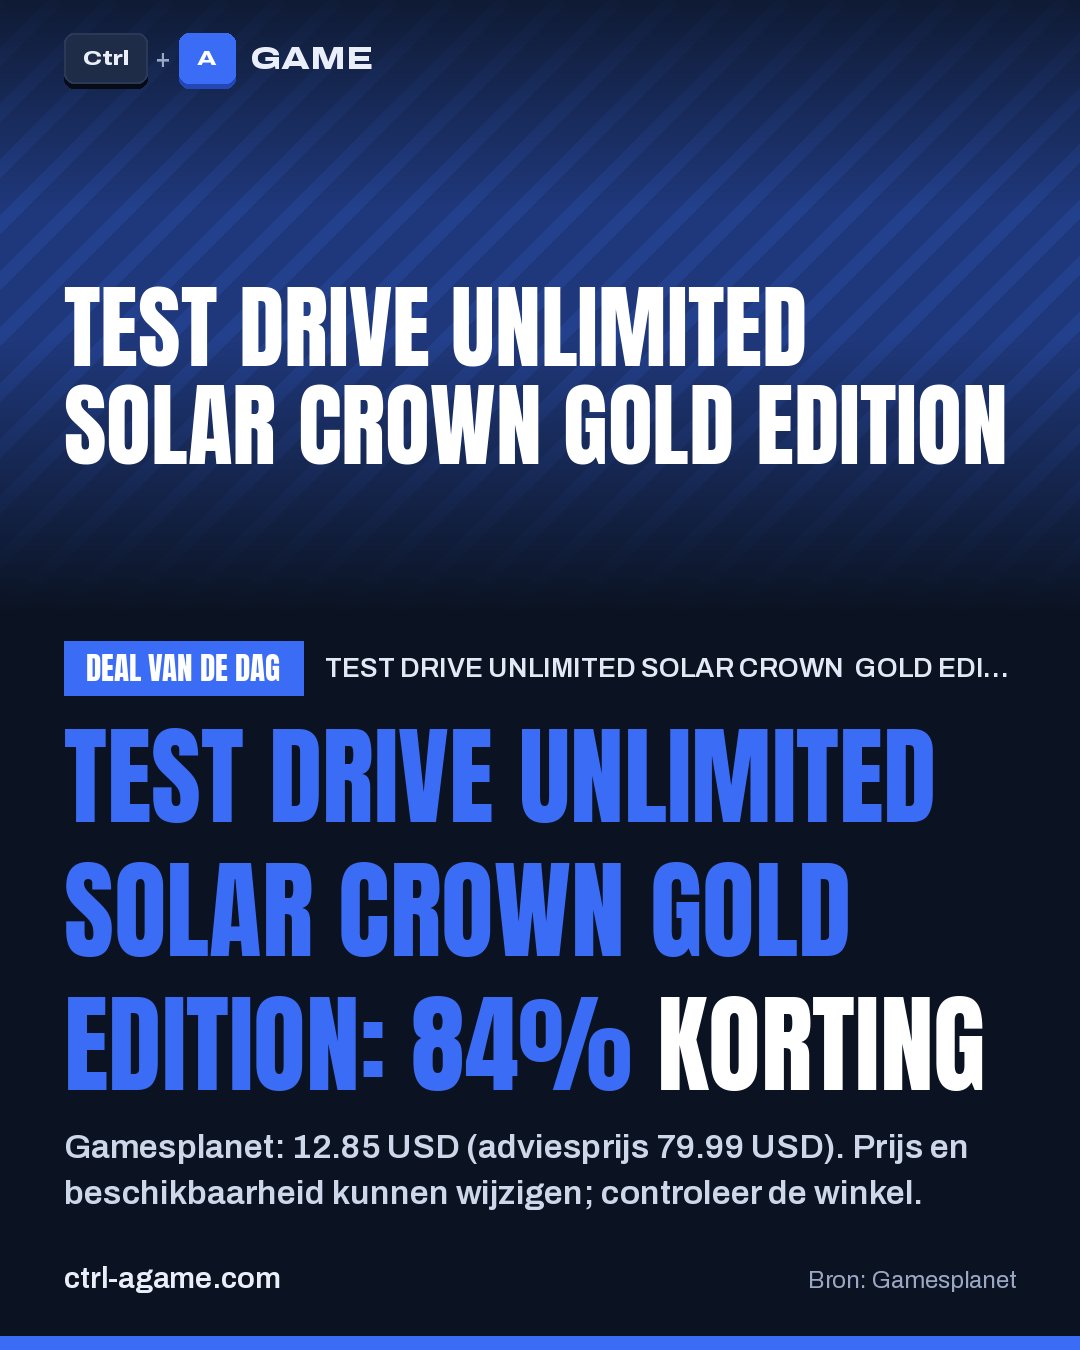 Ctrl + A GAME
TEST DRIVE UNLIMITED
SOLAR CROWN GOLD EDITION
DEAL VAN DE DAG TEST DRIVE UNLIMITED SOLAR CROWN GOLD EDI...
TEST DRIVE UNLIMITED
SOLAR CROWN GOLD
EDITION: 84% KORTING
Gamesplanet: 12.85 USD (adviesprijs 79.99 USD). Prijs en
beschikbaarheid kunnen wijzigen; controleer de winkel.
ctrl-agame.com Bron: Gamesplanet